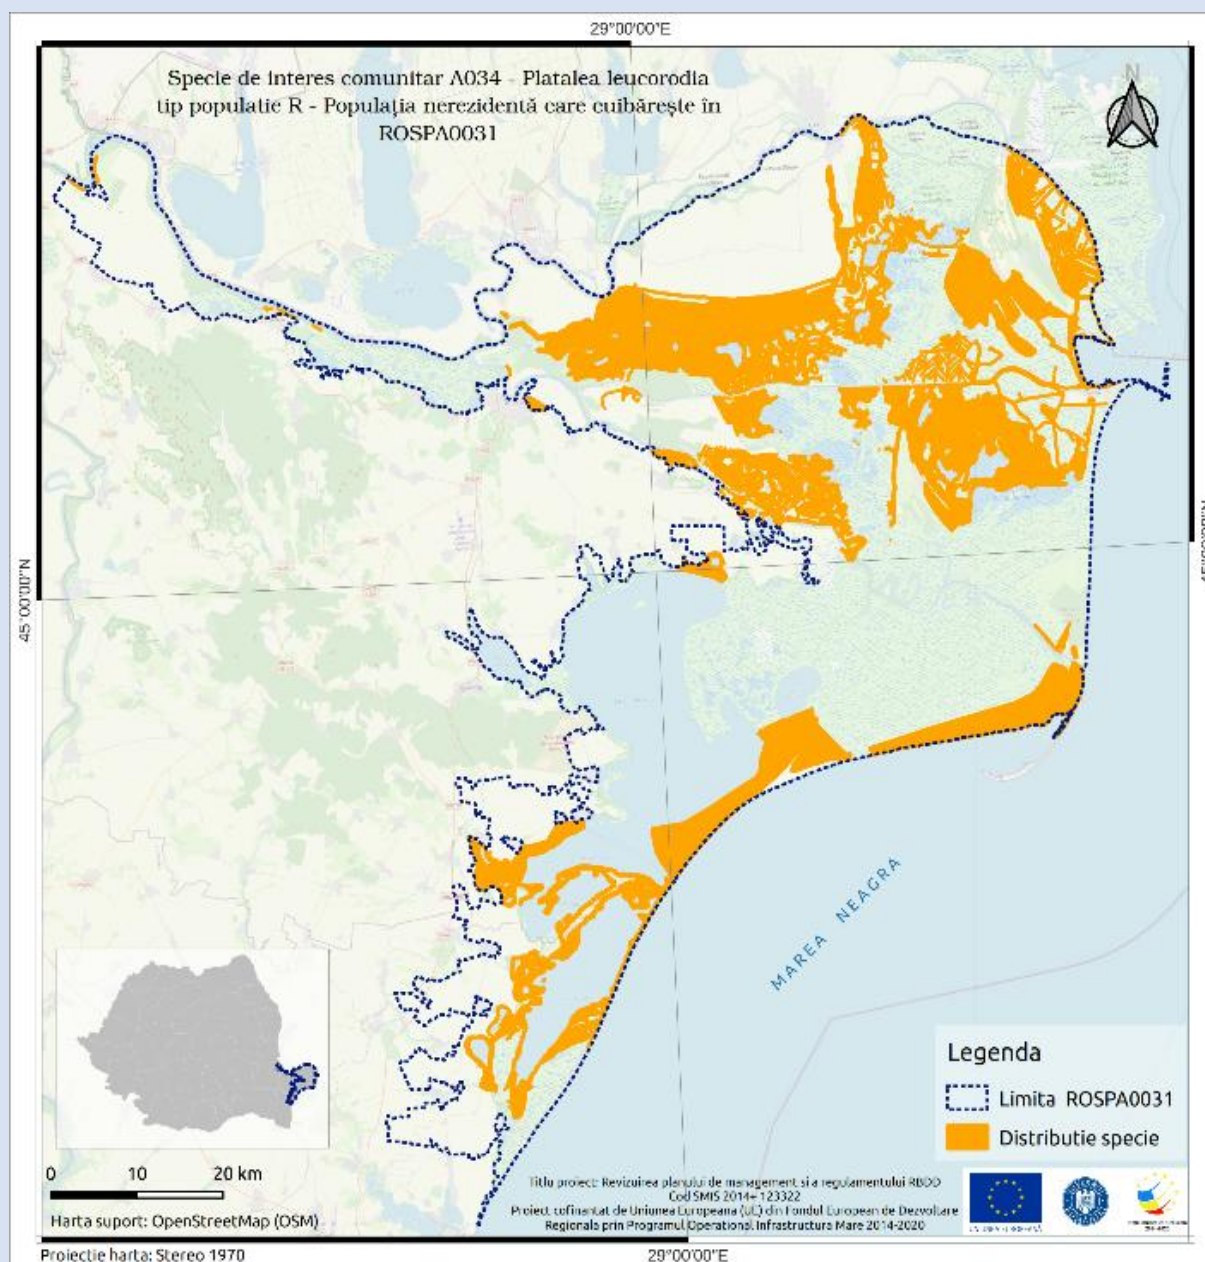 29°00'00"E
Specie de interes comunitar A034 - Platalea leucorodia
tip populatie R - Populația nerezidentă care cuibărește în
ROSPA0031
N
45°00'00"N
MAREA NEAGRA
Legenda
Limita ROSPA0031
Distributie specie
0 10 20 km
Harta suport: OpenStreetMap (OSM)
Titlu proiect: Revizuirea planului de management si a regulamentului RBDD
Cod SMIS 2014+ 123322
Proiect cofinantat de Uniunea Europeana (UE) din Fondul European de Dezvoltare
Regionala prin Programul Operational Infrastructura Mare 2014-2020
UNIUNEA EUROPEANĂ
Proiectie harta: Stereo 1970
29°00'00"E